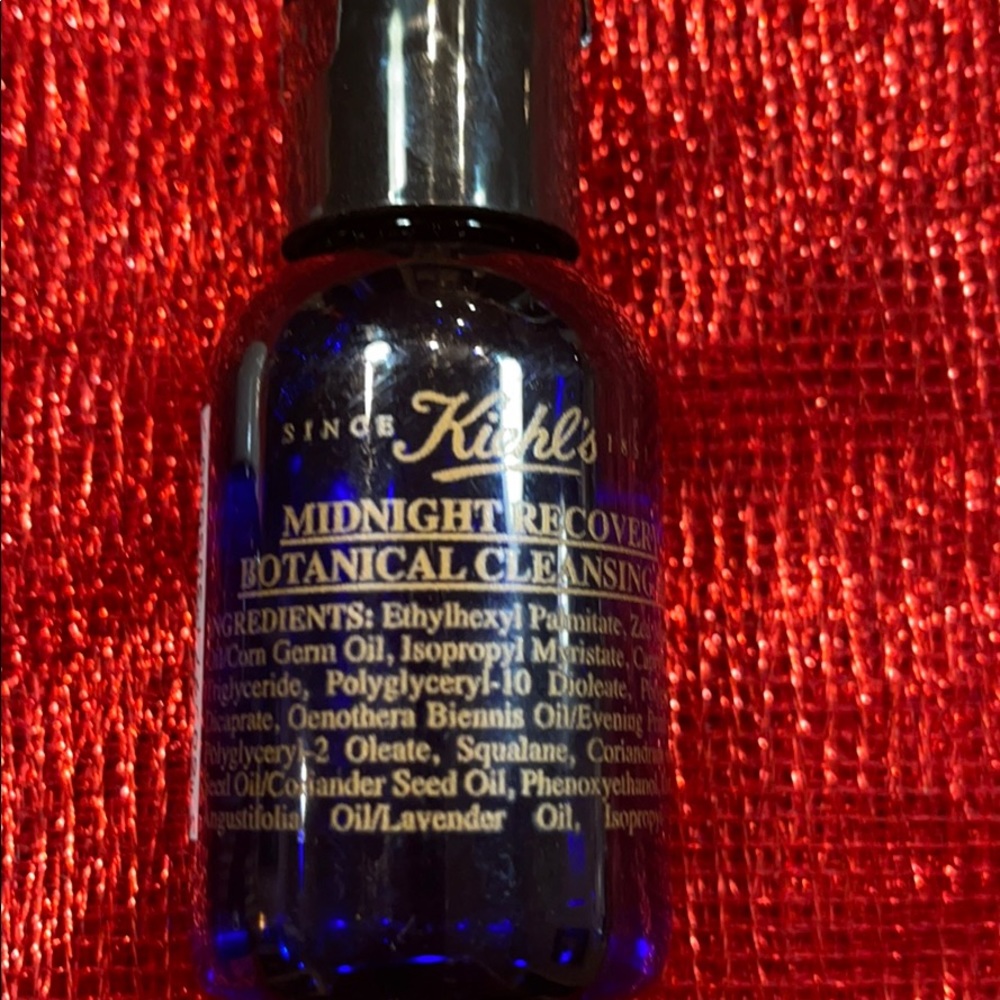 SINCE Kiehl's 185
MIDNIGHT RECOVERY
BOTANICAL CLEANSING
INGREDIENTS: Ethylhexyl Palmitate,
/Corn Germ Oil, Isopropyl Myristate,
Triglyceride, Polyglyceryl-10 Dioleate,
Dicaprate, Oenothera Biennis Oil/Evening
Polyglyceryl-2 Oleate, Squalane,
Seed Oil/Coriander Seed Oil, Phenoxyethanol,
Angustifolia Oil/Lavender Oil,